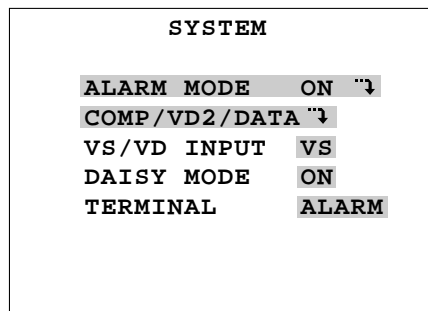 SYSTEM
ALARM MODE ON
COMP/VD2/DATA
VS/VD INPUT VS
DAISY MODE ON
TERMINAL ALARM